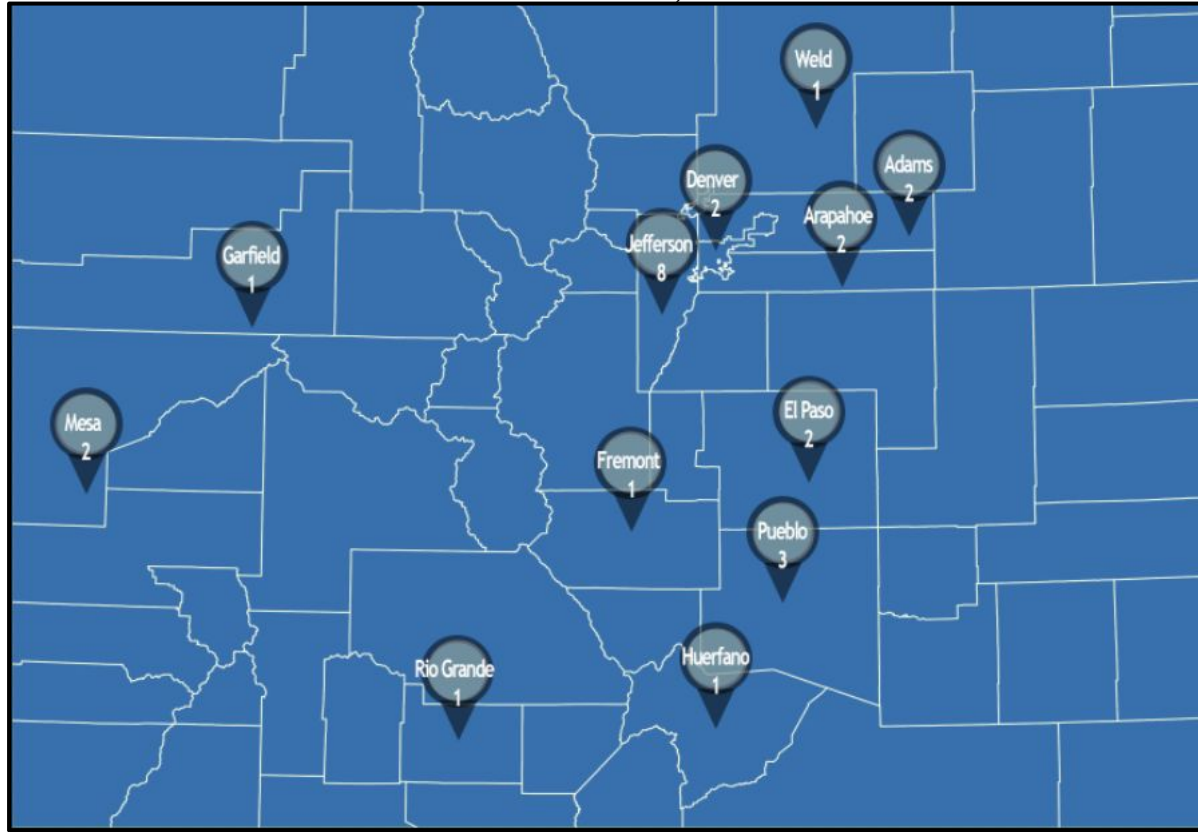 Weld
1
Adams
2
Denver
2
Arapahoe
2
Jefferson
8
Garfield
1
Mesa
2
El Paso
2
Fremont
1
Pueblo
3
Rio Grande
1
Huerfano
1